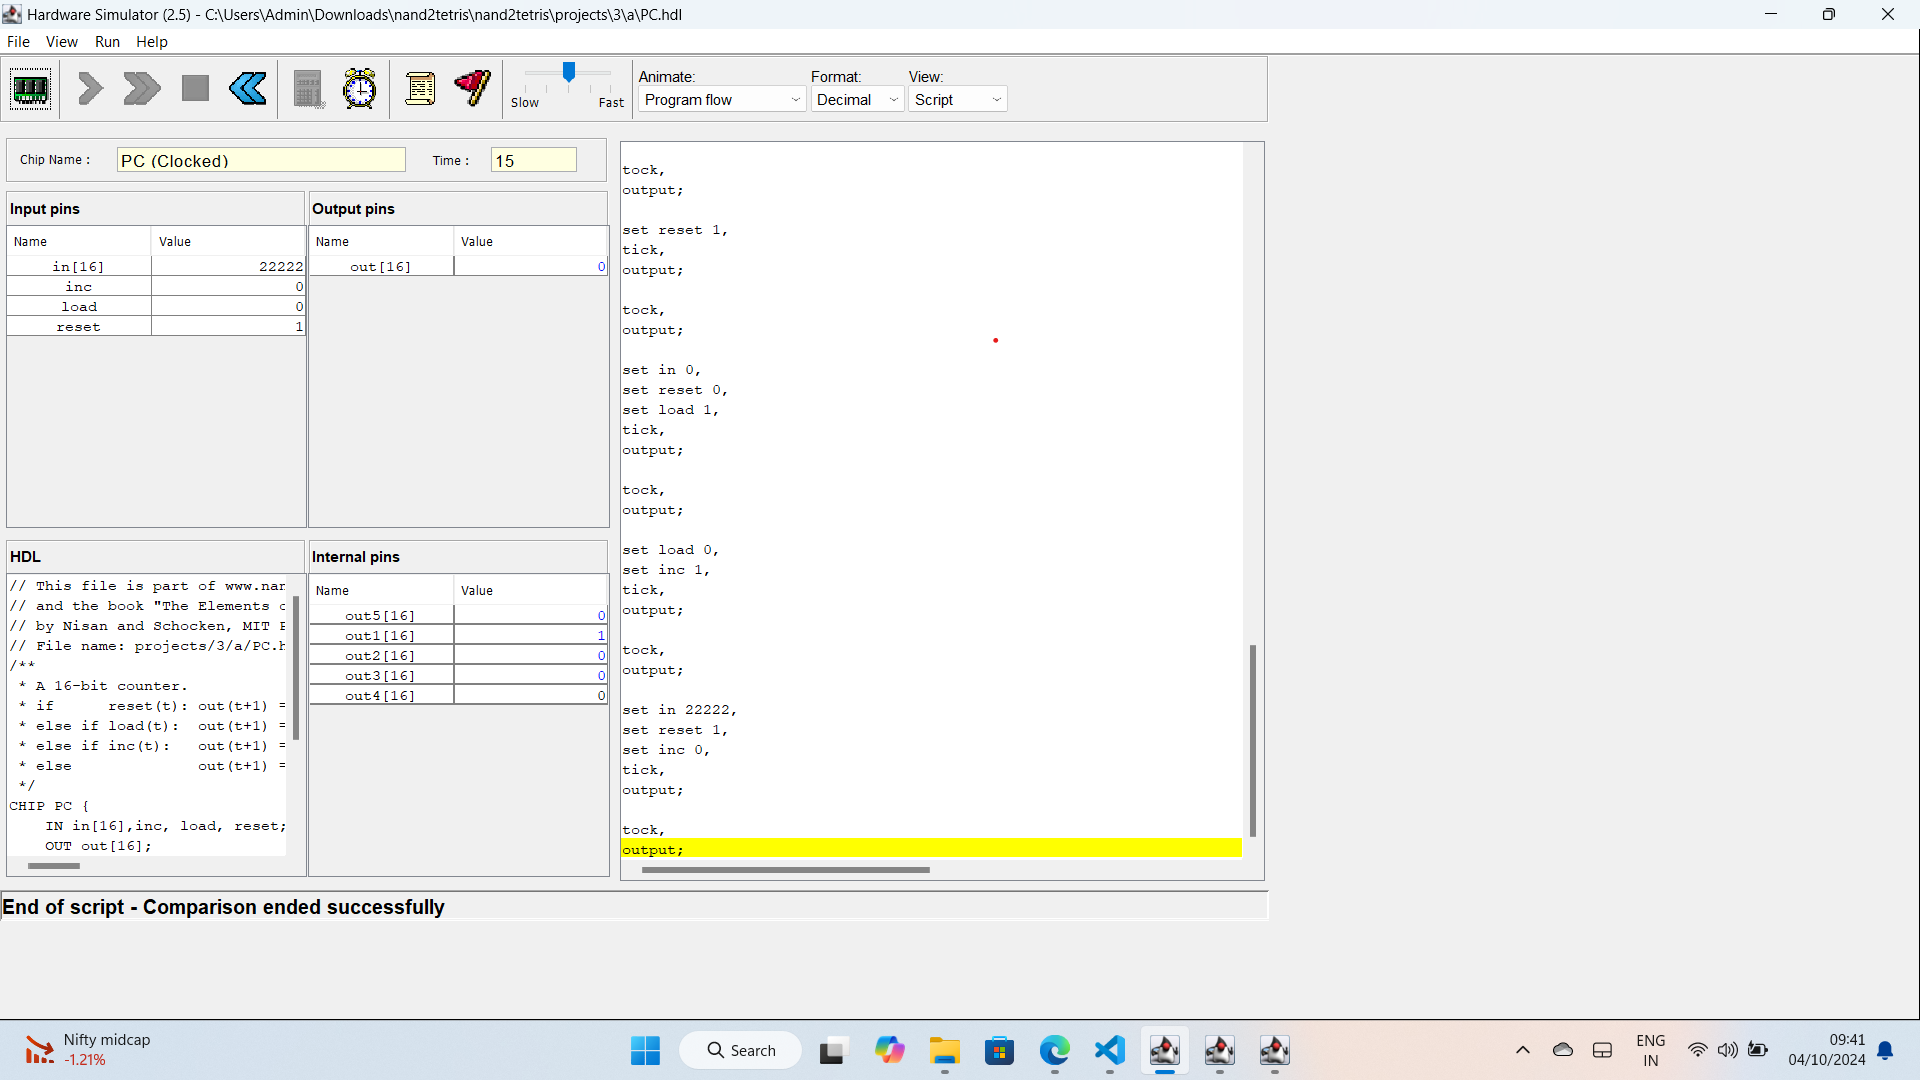 Hardware Simulator (2.5) - C:\Users\Admin\Downloads\nand2tetris\nand2tetris\projects\3\a\PC.hdl
File View Run Help
Slow Fast
Animate: Format: View:
Program flow Decimal Script
Chip Name : PC (Clocked) Time : 15
Input pins
Name Value
in[16] 22222
inc 0
load 0
reset 1
Output pins
Name Value
out[16] 0
HDL
// This file is part of www.nan
// and the book "The Elements o
// by Nisan and Schocken, MIT P
// File name: projects/3/a/PC.h
/**
* A 16-bit counter.
* if reset(t): out(t+1) =
* else if load(t): out(t+1) =
* else if inc(t): out(t+1) =
* else out(t+1) =
*/
CHIP PC {
IN in[16],inc, load, reset;
OUT out[16];
Internal pins
Name Value
out5[16] 0
out1[16] 1
out2[16] 0
out3[16] 0
out4[16] 0
tock,
output;
set reset 1,
tick,
output;
tock,
output;
set in 0,
set reset 0,
set load 1,
tick,
output;
tock,
output;
set load 0,
set inc 1,
tick,
output;
tock,
output;
set in 22222,
set reset 1,
set inc 0,
tick,
output;
tock,
output;
End of script - Comparison ended successfully
Nifty midcap
-1.21%
Search
ENG
IN
09:41
04/10/2024